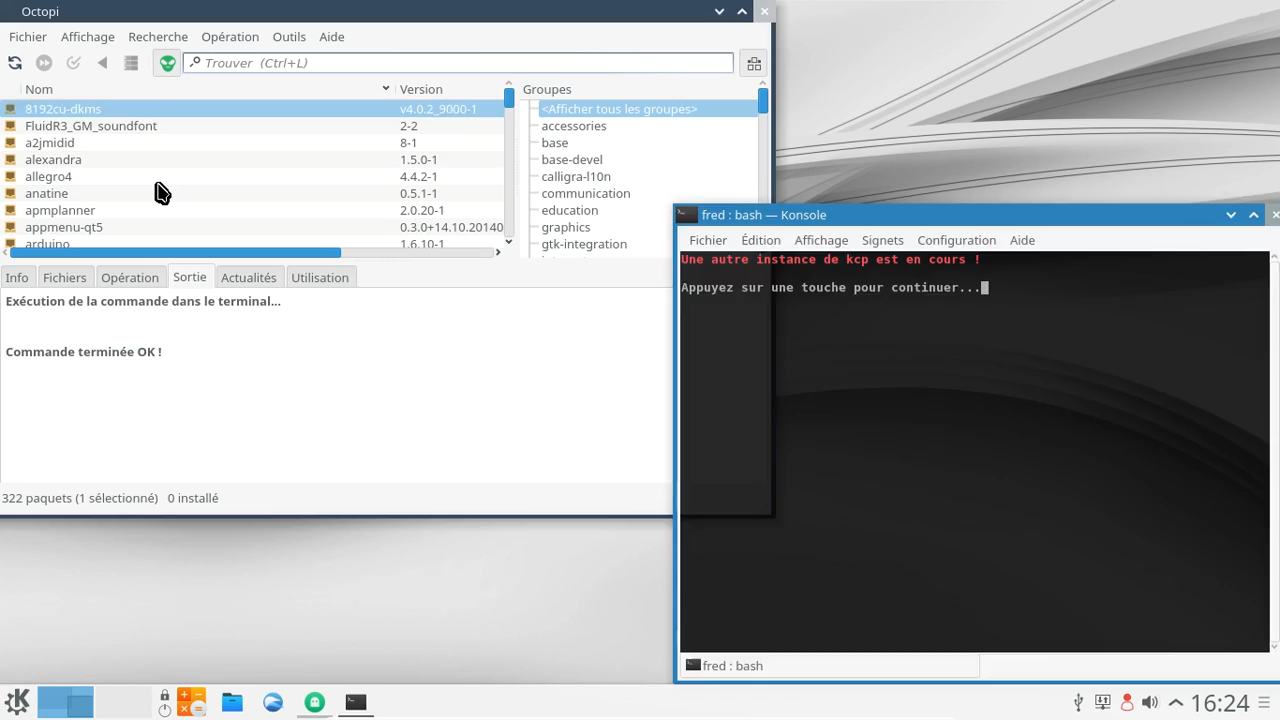 Octopi
Fichier Affichage Recherche Opération Outils Aide
Trouver (Ctrl+L)
Nom Version
8192cu-dkms v4.0.2_9000-1
FluidR3_GM_soundfont 2-2
a2jmidid 8-1
alexandra 1.5.0-1
allegro4 4.4.2-1
anatine 0.5.1-1
apmplanner 2.0.20-1
appmenu-qt5 0.3.0+14.10.20140
arduino 1.6.10-1
Groupes
<Afficher tous les groupes>
accessories
base
base-devel
calligra-l10n
communication
education
graphics
gtk-integration
Info Fichiers Opération Sortie Actualités Utilisation
Exécution de la commande dans le terminal...
Commande terminée OK !
322 paquets (1 sélectionné) 0 installé
fred : bash — Konsole
Fichier Édition Affichage Signets Configuration Aide
Une autre instance de kcp est en cours !
Appuyez sur une touche pour continuer...
fred : bash
16:24